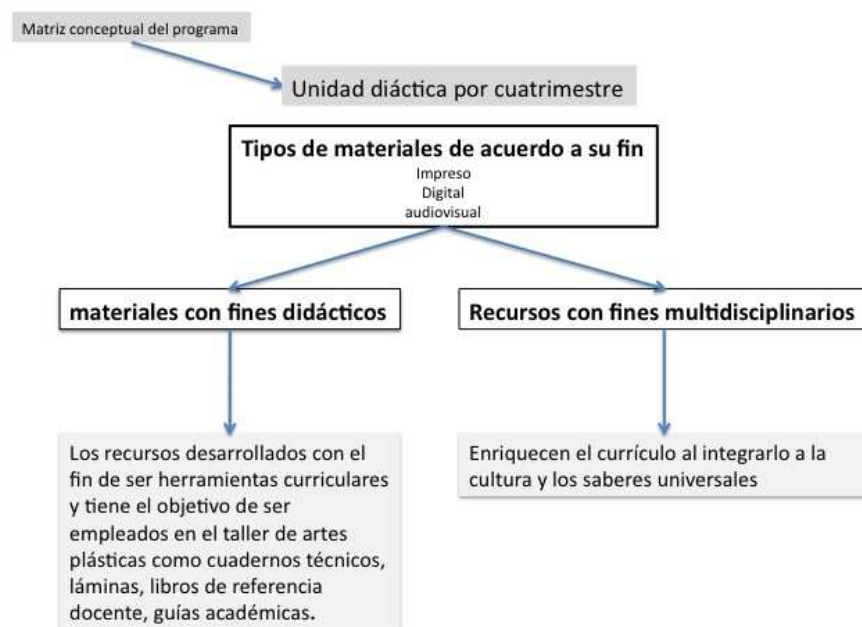 Matriz conceptual del programa
Unidad diáctica por cuatrimestre
Tipos de materiales de acuerdo a su fin
Impreso
Digital
audiovisual
materiales con fines didácticos
Recursos con fines multidisciplinarios
Los recursos desarrollados con el
fin de ser herramientas curriculares
y tiene el objetivo de ser
empleados en el taller de artes
plásticas como cuadernos técnicos,
láminas, libros de referencia
docente, guías académicas.
Enriquecen el currículo al integrarlo a la
cultura y los saberes universales